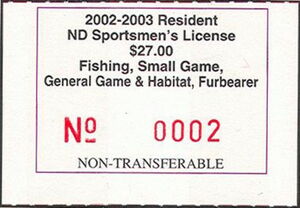 2002-2003 Resident
ND Sportsmen's License
$27.00
Fishing, Small Game,
General Game & Habitat, Furbearer
Nº 0002
NON-TRANSFERABLE